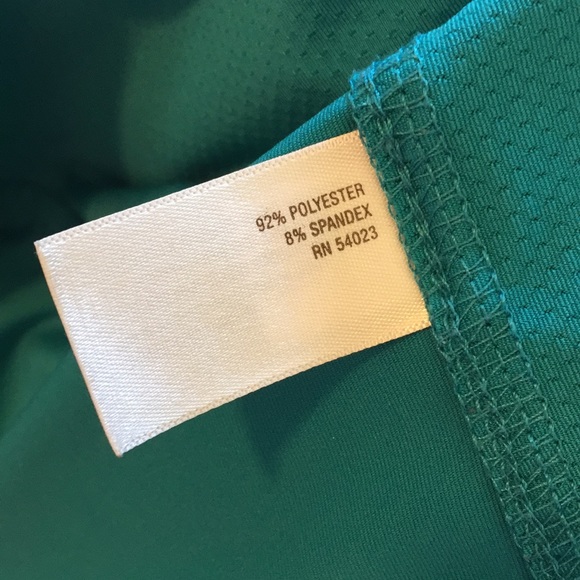 92% POLYESTER
8% SPANDEX
RN 54023